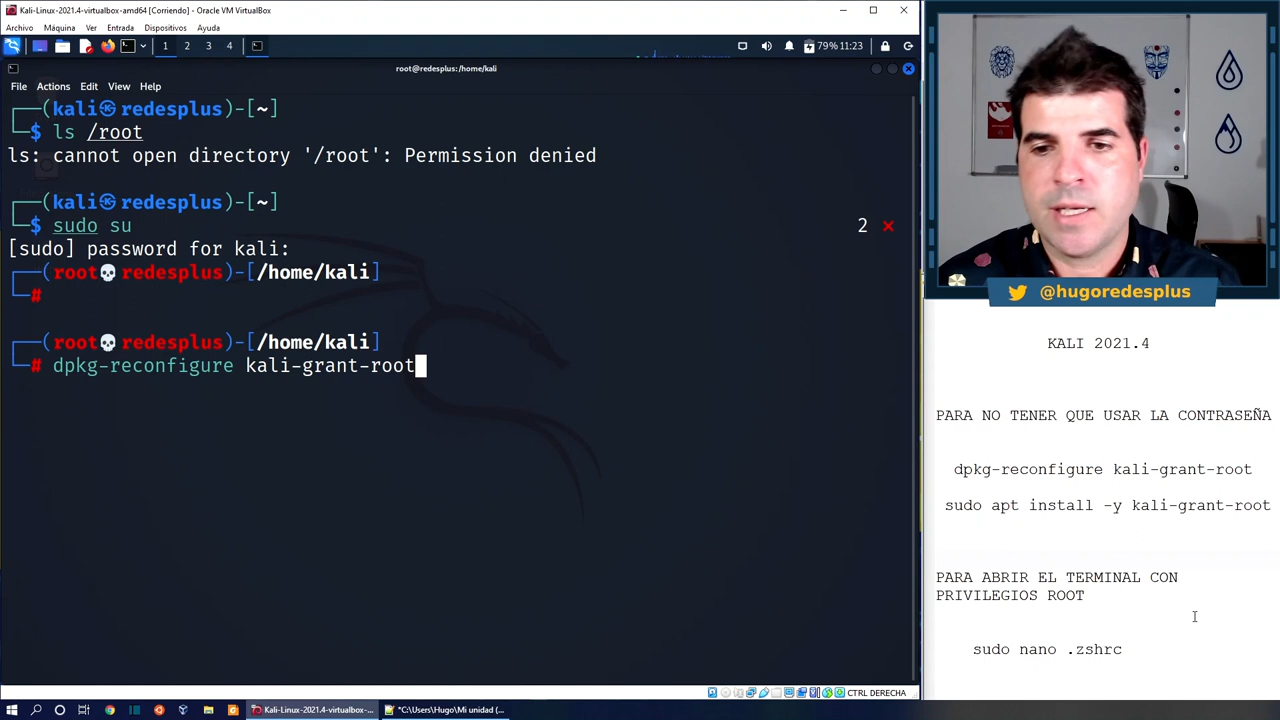 Kali-Linux-2021.4-virtualbox-amd64 [Corriendo] - Oracle VM VirtualBox
Archivo Máquina Ver Entrada Dispositivos Ayuda
1 2 3 4
79% 11:23
root@redesplus:/home/kali
File Actions Edit View Help
(kali㉿redesplus)-[~]
$ ls /root
ls: cannot open directory '/root': Permission denied
(kali㉿redesplus)-[~]
$ sudo su
2 ×
[sudo] password for kali:
(root💀redesplus)-[/home/kali]
#
(root💀redesplus)-[/home/kali]
# dpkg-reconfigure kali-grant-root
CTRL DERECHA
Kali-Linux-2021.4-virtualbox-...
*C:\Users\Hugo\Mi unidad (...
@hugoredesplus
KALI 2021.4
PARA NO TENER QUE USAR LA CONTRASEÑA
dpkg-reconfigure kali-grant-root
sudo apt install -y kali-grant-root
PARA ABRIR EL TERMINAL CON
PRIVILEGIOS ROOT
sudo nano .zshrc